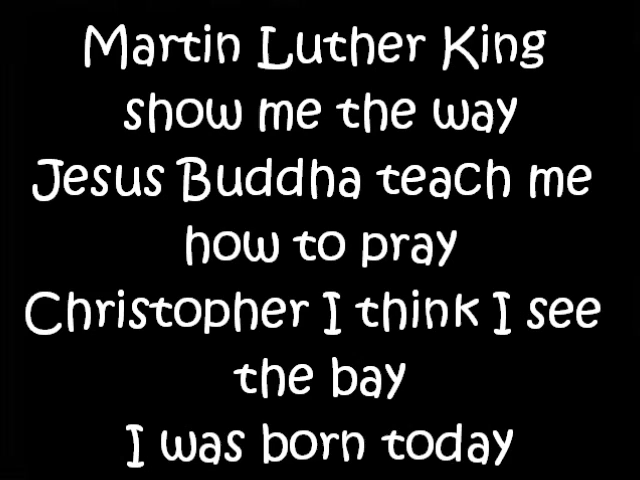 Martin Luther King
show me the way
Jesus Buddha teach me
how to pray
Christopher I think I see
the bay
I was born today